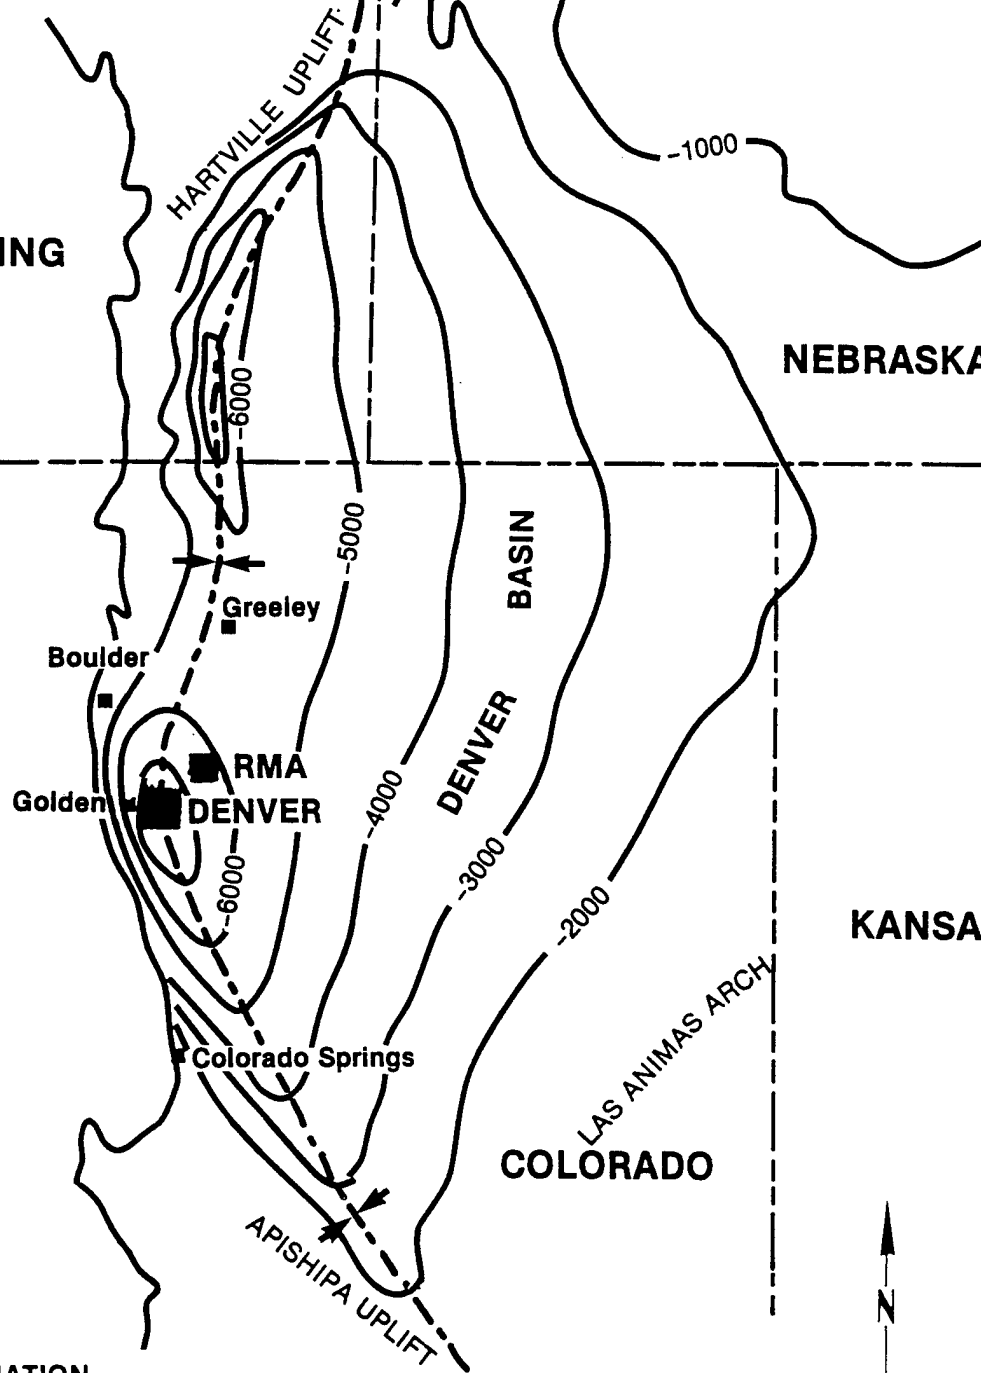 HARTVILLE UPLIFT
-1000
ING
NEBRASKA
-6000
-5000
BASIN
Greeley
Boulder
DENVER
RMA
Golden
DENVER
-4000
-6000
-3000
-2000
KANSA
LAS ANIMAS ARCH
Colorado Springs
COLORADO
APISHIPA UPLIFT
N